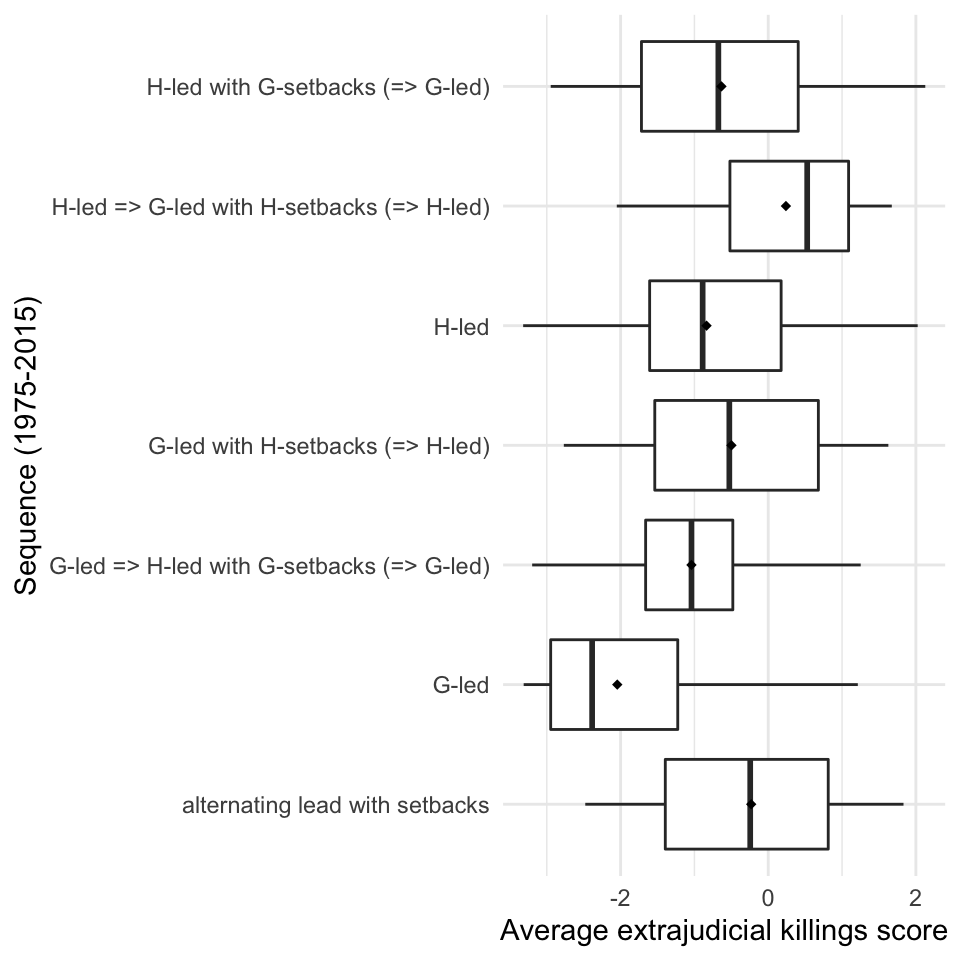 H-led with G-setbacks (=> G-led)
H-led => G-led with H-setbacks (=> H-led)
H-led
G-led with H-setbacks (=> H-led)
G-led => H-led with G-setbacks (=> G-led)
G-led
alternating lead with setbacks
Sequence (1975-2015)
-2 0 2
Average extrajudicial killings score